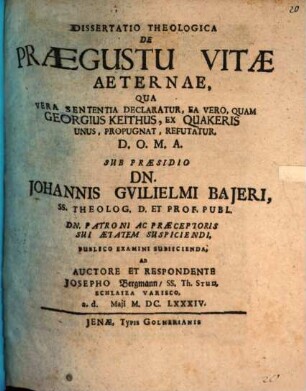 20
DISSERTATIO THEOLOGICA
DE
PRÆGUSTU VITÆ
AETERNAE,
QUA
VERA SENTENTIA DECLARATUR, EA VERO, QUAM
GEORGIUS KEITHUS, EX QUAKERIS
UNUS, PROPUGNAT, REFUTATUR.
D. O. M. A.
SUB PRÆSIDIO
DN.
JOHANNIS GVILIELMI BAJERI,
SS. THEOLOG. D. ET PROF. PUBL.
DN. PATRONI AC PRÆCEPTORIS
SUI ÆTATEM SUSPICIENDI,
PUBLICO EXAMINI SUBJICIENDA,
AB
AUCTORE ET RESPONDENTE
JOSEPHO Bergmann/ SS. Th. STUD.
VARISCO,
a. d. Maji M. DC. LXXXIV.
JENÆ, TYPIS GOLNERIANIS